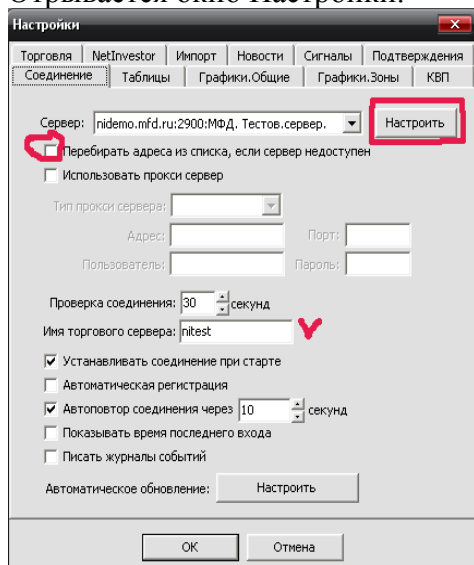 Открывается окно Настройки:
Настройки
Торговля NetInvestor Импорт Новости Сигналы Подтверждения
Соединение Таблицы Графики.Общие Графики.Зоны КВП
Сервер: nidemo.mfd.ru:2900:МФД. Тестов.сервер. Настроить
Перебирать адреса из списка, если сервер недоступен
Использовать прокси сервер
Тип прокси сервера:
Адрес: Порт:
Пользователь: Пароль:
Проверка соединения: 30 секунд
Имя торгового сервера: nitest
Устанавливать соединение при старте
Автоматическая регистрация
Автоповтор соединения через 10 секунд
Показывать время последнего входа
Писать журналы событий
Автоматическое обновление: Настроить
ОК Отмена